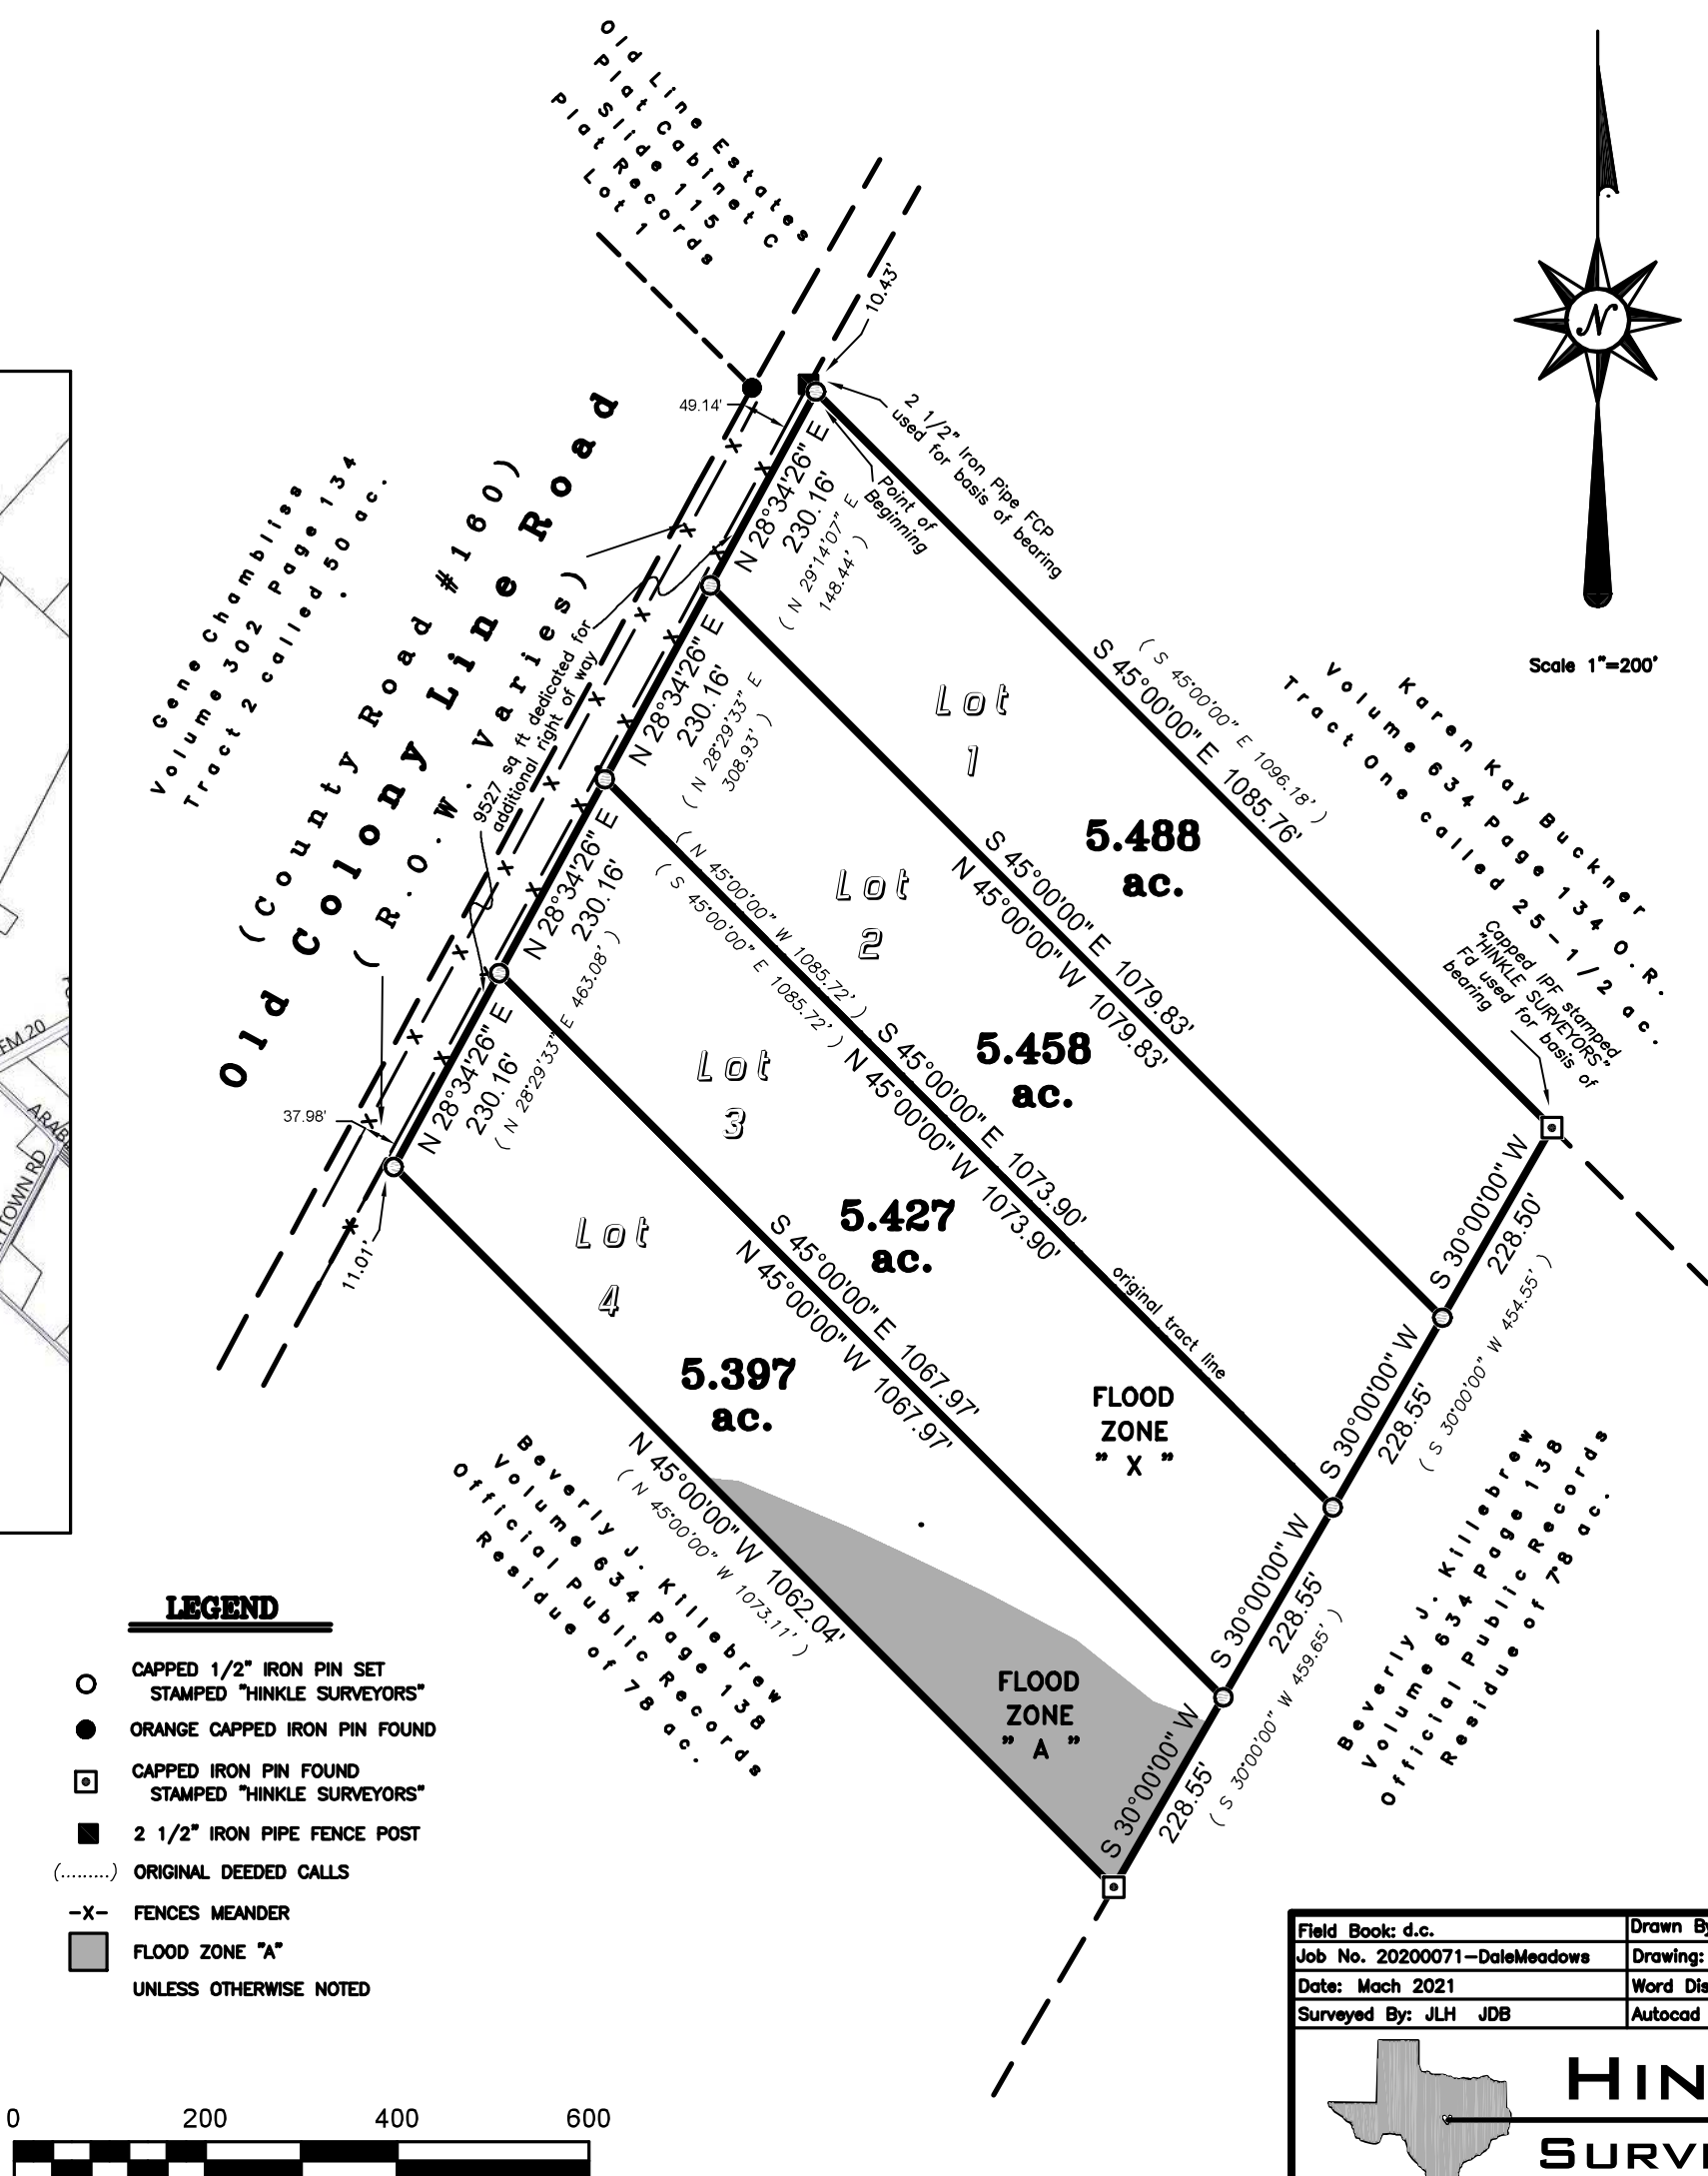 Old Line Estates
Plat Cabinet C
Slide 115
Plat Records
Lot 1
10.43'
49.14'
2 1/2" Iron Pipe FCP
used for basis of bearing
Point of
Beginning
N 28°34'26" E
230.16'
( N 29°14'07" E
148.44' )
Gene Chambliss
Volume 302 Page 134
Tract 2 called 50 ac.
(County Road #160)
Old Colony Line Road
( R.O.W. Varies)
9527 sq ft dedicated for
additional right of way
N 28°34'26" E
230.16'
( N 28°29'33" E
308.93' )
N 28°34'26" E
230.16'
N 28°34'26" E
230.16'
( N 28°29'33" E 463.08' )
37.98'
11.01'
N
Scale 1"=200'
( S 45°00'00" E 1096.18' )
S 45°00'00" E 1085.76'
Karen Kay Buckner
Volume 634 Page 134 O.R.
Tract One called 25-1/2 ac.
Capped IPF stamped
"HINKLE SURVEYORS"
Fd used for basis of
bearing
Lot
1
5.488
ac.
S 45°00'00" E 1079.83'
N 45°00'00" W 1079.83'
Lot
2
5.458
ac.
( N 45°00'00" W 1085.72' )
( S 45°00'00" E 1085.72' )
S 45°00'00" E 1073.90'
N 45°00'00" W 1073.90'
original tract line
Lot
3
5.427
ac.
S 45°00'00" E 1067.97'
N 45°00'00" W 1067.97'
Lot
4
5.397
ac.
N 45°00'00" W 1062.04'
( N 45°00'00" W 1073.11' )
FLOOD
ZONE
" X "
FLOOD
ZONE
" A "
S 30°00'00" W
228.50'
( S 30°00'00" W 454.55' )
S 30°00'00" W
228.55'
S 30°00'00" W
228.55'
( S 30°00'00" W 459.65' )
S 30°00'00" W
228.55'
Beverly J. Killebrew
Volume 634 Page 138
Official Public Records
Residue of 78 ac.
Beverly J. Killebrew
Volume 634 Page 138
Official Public Records
Residue of 78 ac.
FM 20
TOWN RD
LEGEND
CAPPED 1/2" IRON PIN SET
STAMPED "HINKLE SURVEYORS"
ORANGE CAPPED IRON PIN FOUND
CAPPED IRON PIN FOUND
STAMPED "HINKLE SURVEYORS"
2 1/2" IRON PIPE FENCE POST
(.........) ORIGINAL DEEDED CALLS
-X- FENCES MEANDER
FLOOD ZONE "A"
UNLESS OTHERWISE NOTED
0 200 400 600
Field Book: d.c.
Drawn By
Job No. 20200071-DaleMeadows
Drawing:
Date: Mach 2021
Word Dis
Surveyed By: JLH JDB
Autocad
HIN
SURV